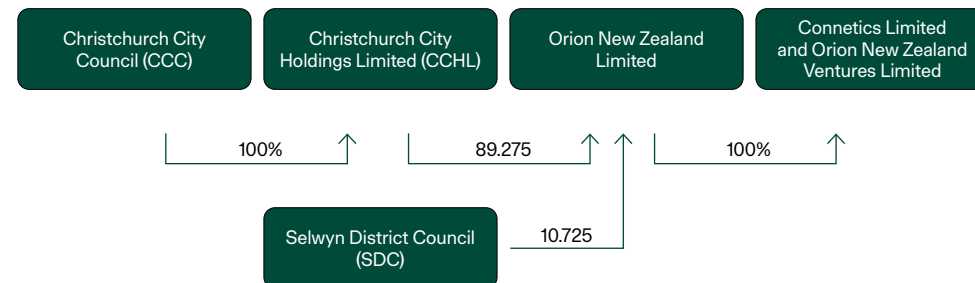 Christchurch City
Council (CCC)
Christchurch City
Holdings Limited (CCHL)
Orion New Zealand
Limited
Connetics Limited
and Orion New Zealand
Ventures Limited
100%
89.275
100%
Selwyn District Council
(SDC)
10.725